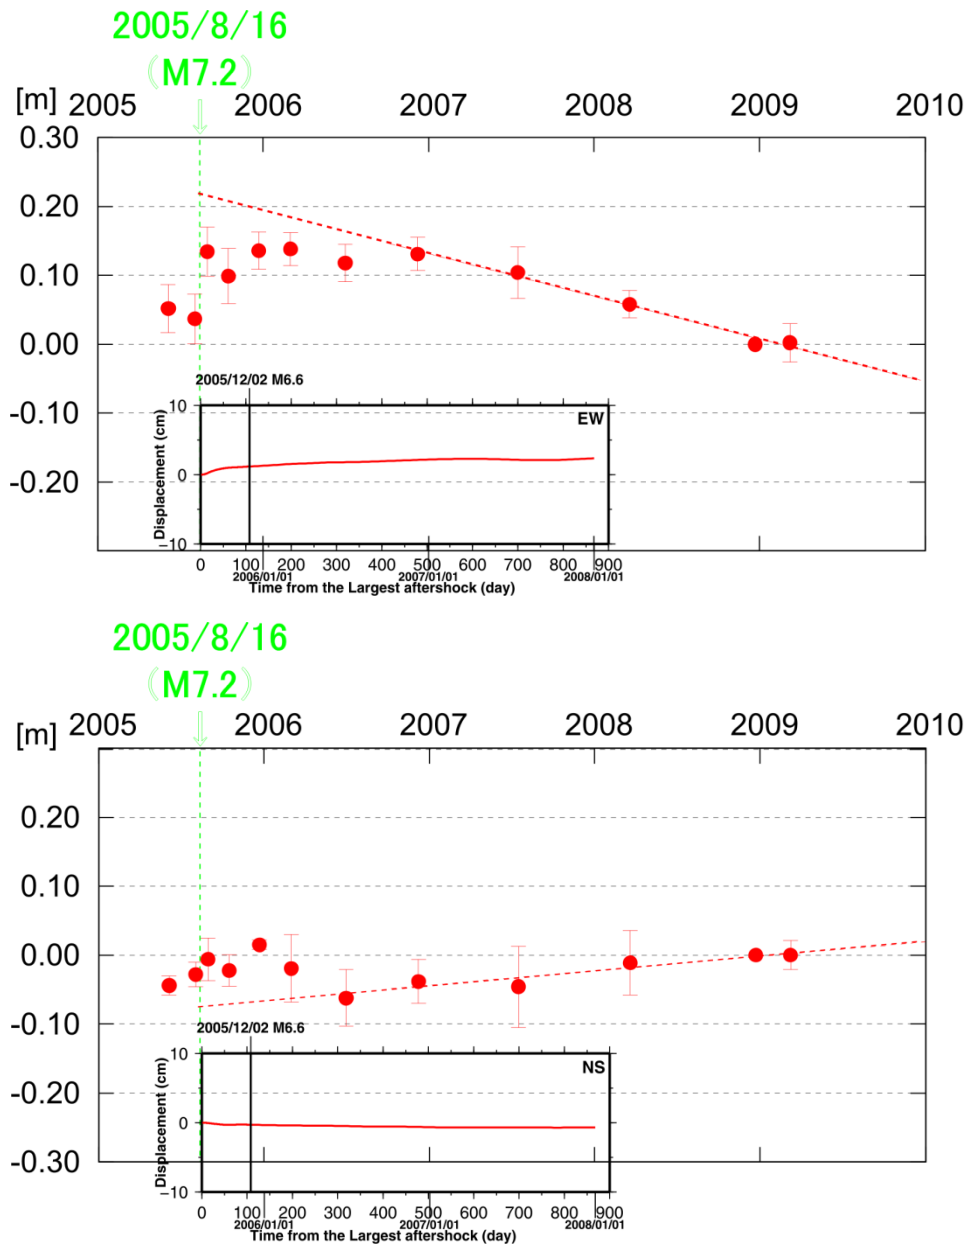 2005/8/16
(M7.2)
[m] 2005 2006 2007 2008 2009 2010
0.30
0.20
0.10
0.00
2005/12/02 M6.6
-0.10
-0.20
10
0
−10
Displacement (cm)
EW
0 100 200 300 400 500 600 700 800 900
2006/01/01 2007/01/01 2008/01/01
Time from the Largest aftershock (day)
2005/8/16
(M7.2)
[m] 2005 2006 2007 2008 2009 2010
0.20
0.10
0.00
-0.10
2005/12/02 M6.6
-0.20
-0.30
10
0
−10
Displacement (cm)
NS
0 100 200 300 400 500 600 700 800 900
2006/01/01 2007/01/01 2008/01/01
Time from the Largest aftershock (day)